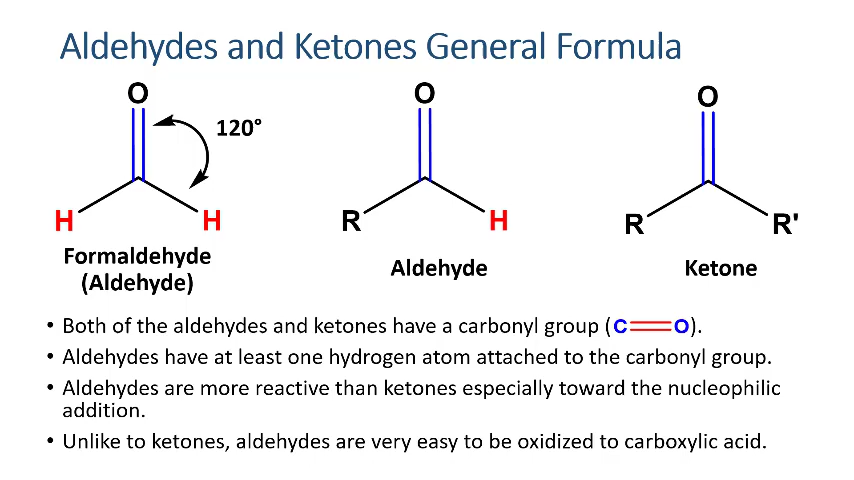 Aldehydes and Ketones General Formula
O
120°
H
H
Formaldehyde
(Aldehyde)
O
R
H
Aldehyde
O
R
R'
Ketone
• Both of the aldehydes and ketones have a carbonyl group (C=O).
• Aldehydes have at least one hydrogen atom attached to the carbonyl group.
• Aldehydes are more reactive than ketones especially toward the nucleophilic
addition.
• Unlike to ketones, aldehydes are very easy to be oxidized to carboxylic acid.